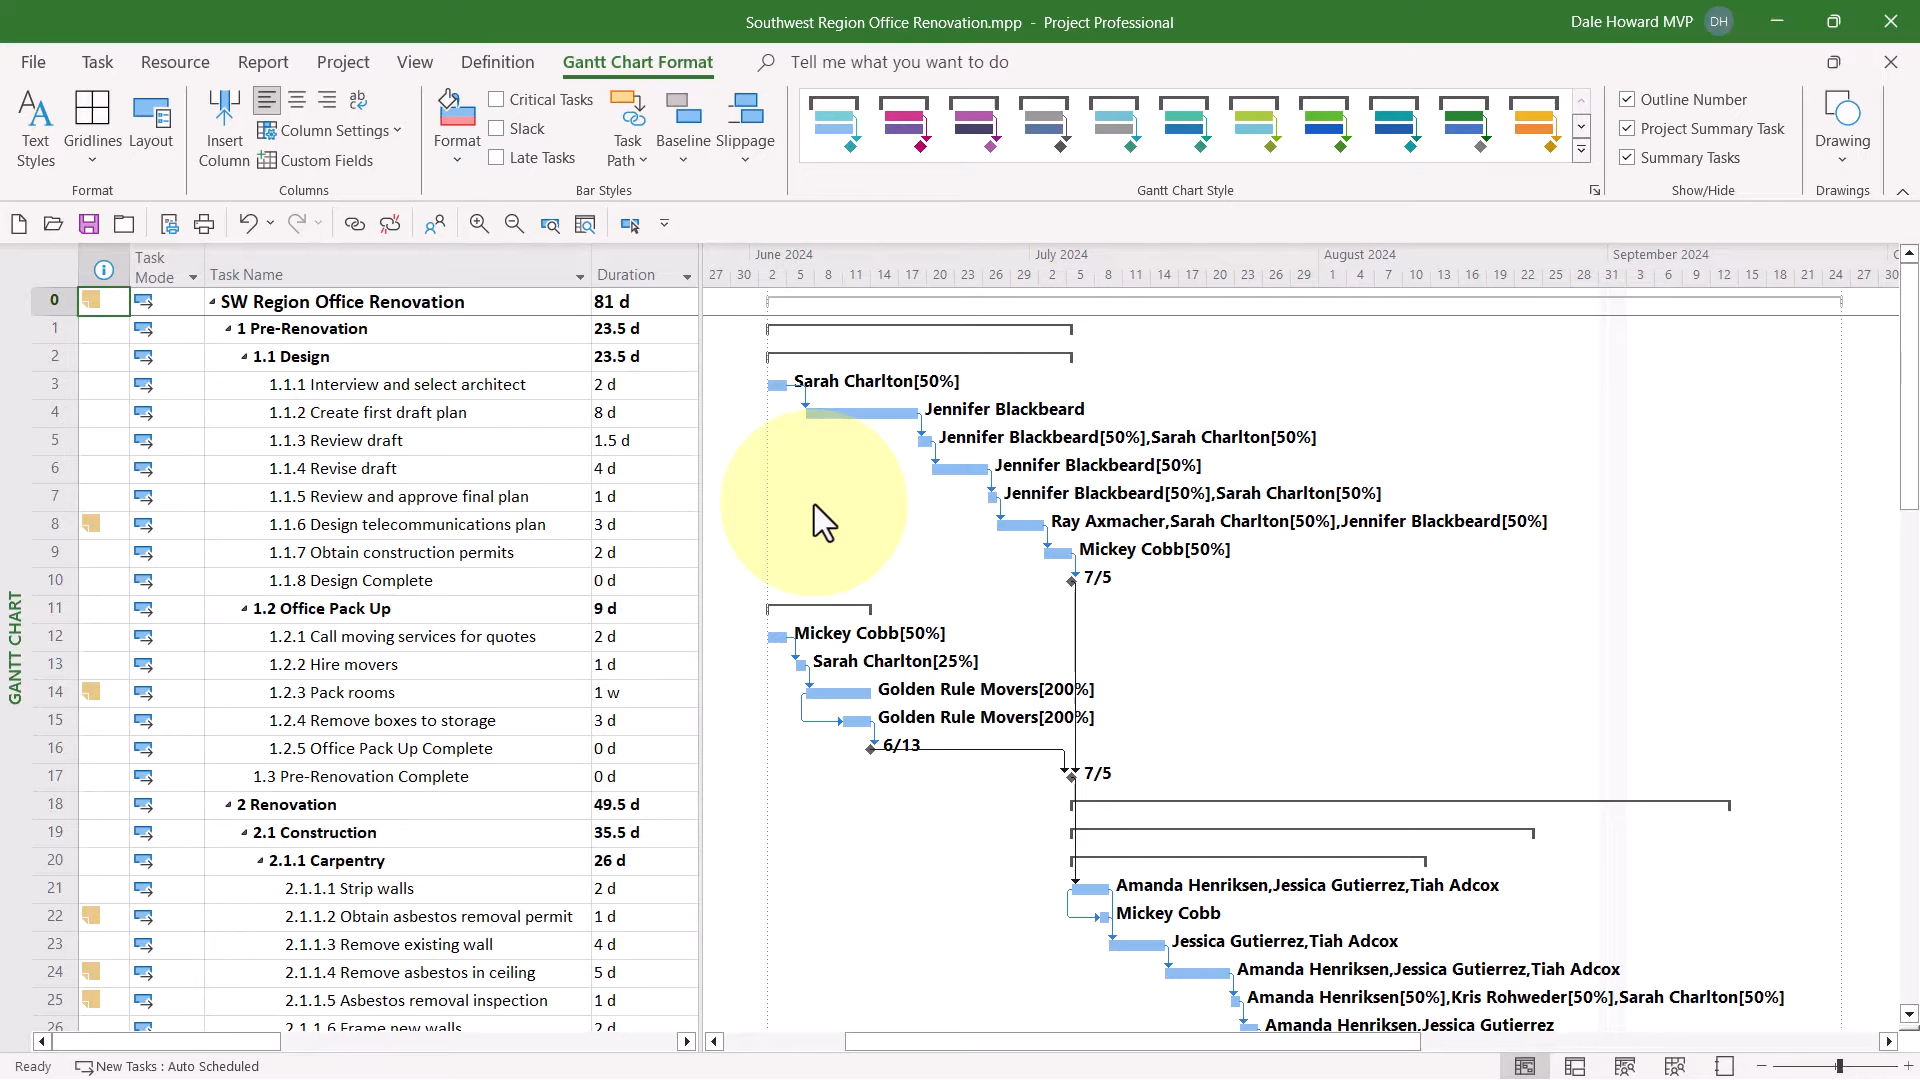 Southwest Region Office Renovation.mpp - Project Professional
Dale Howard MVP DH
File Task Resource Report Project View Definition Gantt Chart Format Tell me what you want to do
Text Styles
Gridlines
Layout
Format
Insert Column
ab
Column Settings
Custom Fields
Columns
Format
Critical Tasks
Slack
Late Tasks
Task Path
Baseline
Slippage
Bar Styles
Gantt Chart Style
Outline Number
Project Summary Task
Summary Tasks
Show/Hide
Drawing
Drawings
Task Mode Task Name Duration
June 2024 July 2024 August 2024 September 2024
27 30 2 5 8 11 14 17 20 23 26 29 2 5 8 11 14 17 20 23 26 29 1 4 7 10 13 16 19 22 25 28 31 3 6 9 12 15 18 21 24 27 30
GANTT CHART
0 SW Region Office Renovation 81 d
1 1 Pre-Renovation 23.5 d
2 1.1 Design 23.5 d
3 1.1.1 Interview and select architect 2 d Sarah Charlton[50%]
4 1.1.2 Create first draft plan 8 d Jennifer Blackbeard
5 1.1.3 Review draft 1.5 d Jennifer Blackbeard[50%],Sarah Charlton[50%]
6 1.1.4 Revise draft 4 d Jennifer Blackbeard[50%]
7 1.1.5 Review and approve final plan 1 d Jennifer Blackbeard[50%],Sarah Charlton[50%]
8 1.1.6 Design telecommunications plan 3 d Ray Axmacher,Sarah Charlton[50%],Jennifer Blackbeard[50%]
9 1.1.7 Obtain construction permits 2 d Mickey Cobb[50%]
10 1.1.8 Design Complete 0 d 7/5
11 1.2 Office Pack Up 9 d
12 1.2.1 Call moving services for quotes 2 d Mickey Cobb[50%]
13 1.2.2 Hire movers 1 d Sarah Charlton[25%]
14 1.2.3 Pack rooms 1 w Golden Rule Movers[200%]
15 1.2.4 Remove boxes to storage 3 d Golden Rule Movers[200%]
16 1.2.5 Office Pack Up Complete 0 d 6/13
17 1.3 Pre-Renovation Complete 0 d 7/5
18 2 Renovation 49.5 d
19 2.1 Construction 35.5 d
20 2.1.1 Carpentry 26 d
21 2.1.1.1 Strip walls 2 d Amanda Henriksen,Jessica Gutierrez,Tiah Adcox
22 2.1.1.2 Obtain asbestos removal permit 1 d Mickey Cobb
23 2.1.1.3 Remove existing wall 4 d Jessica Gutierrez,Tiah Adcox
24 2.1.1.4 Remove asbestos in ceiling 5 d Amanda Henriksen,Jessica Gutierrez,Tiah Adcox
25 2.1.1.5 Asbestos removal inspection 1 d Amanda Henriksen[50%],Kris Rohweder[50%],Sarah Charlton[50%]
26 2.1.1.6 Frame new walls 2 d Amanda Henriksen,Jessica Gutierrez
Ready New Tasks : Auto Scheduled